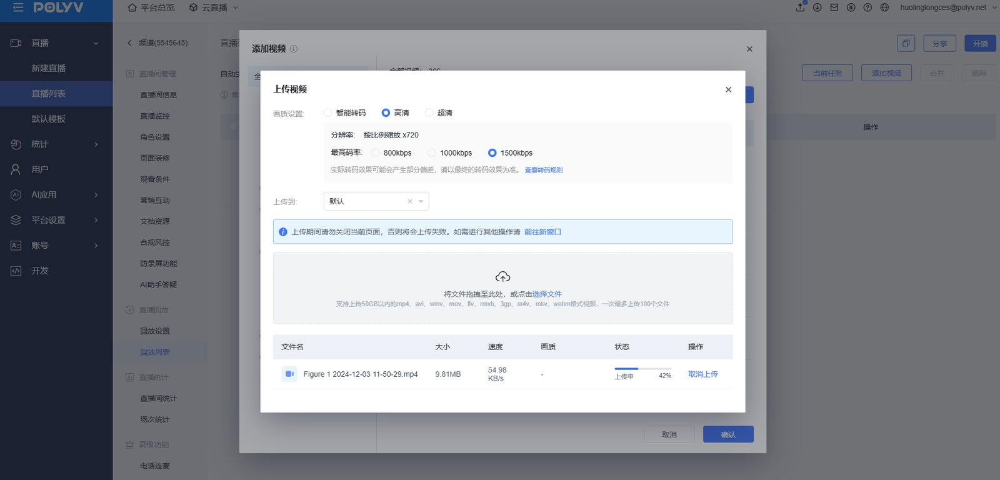 POLYV
平台总览
云直播
huolinglongces@polyv.net
直播
新建直播
直播列表
默认模板
统计
用户
AI应用
平台设置
账号
开发
频道(5545645)
直播间管理
直播间信息
直播监控
角色设置
页面装修
观看条件
营销互动
文档资源
合规风控
防录屏功能
AI助手答疑
直播回放
回放设置
回放列表
直播统计
直播间统计
场次统计
高级功能
电话连麦
直播
自动生
分享
开播
当前任务
添加视频
合并
删除
操作
添加视频
上传视频
画质设置:
智能转码
高清
超清
分辨率: 按比例缩放 x720
最高码率:
800kbps
1000kbps
1500kbps
实际转码效果可能会产生部分偏差，请以最终的转码效果为准。 查看转码规则
上传到:
默认
上传期间请勿关闭当前页面，否则将会上传失败。如需进行其他操作请 前往新窗口
将文件拖拽至此处，或点击选择文件
支持上传50GB以内的mp4、avi、wmv、mov、flv、rmvb、3gp、m4v、mkv、webm格式视频，一次最多上传100个文件
文件名 大小 速度 画质 状态 操作
Figure 1 2024-12-03 11-50-29.mp4
9.81MB
54.98
KB/s
-
上传中 42%
取消上传
取消
确认